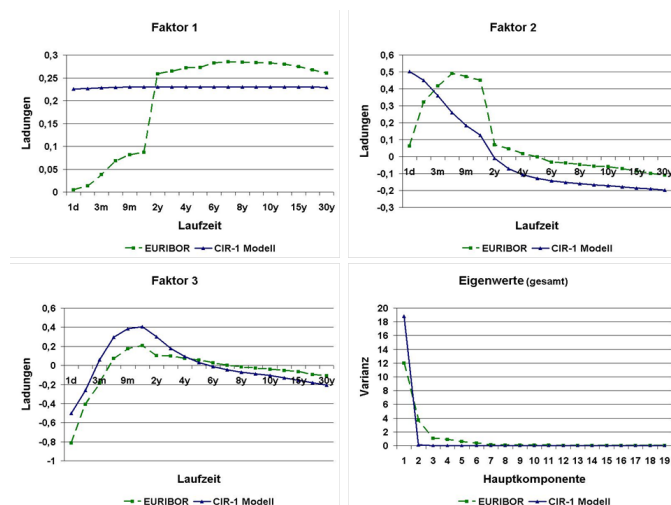 Faktor 1
0,3
0,25
0,2
0,15
0,1
0,05
0
Ladungen
1d 3m 9m 2y 4y 6y 8y 10y 15y 30y
Laufzeit
EURIBOR CIR-1 Modell
Faktor 2
0,6
0,5
0,4
0,3
0,2
0,1
0
-0,1
-0,2
-0,3
Ladungen
1d 3m 9m 2y 4y 6y 8y 10y 15y 30y
Laufzeit
EURIBOR CIR-1 Modell
Faktor 3
0,6
0,4
0,2
0
-0,2
-0,4
-0,6
-0,8
-1
Ladungen
1d 3m 9m 2y 4y 6y 8y 10y 15y 30y
Laufzeit
EURIBOR CIR-1 Modell
Eigenwerte (gesamt)
20
18
16
14
12
10
8
6
4
2
0
Varianz
1 2 3 4 5 6 7 8 9 10 11 12 13 14 15 16 17 18 19
Hauptkomponente
EURIBOR CIR-1 Modell